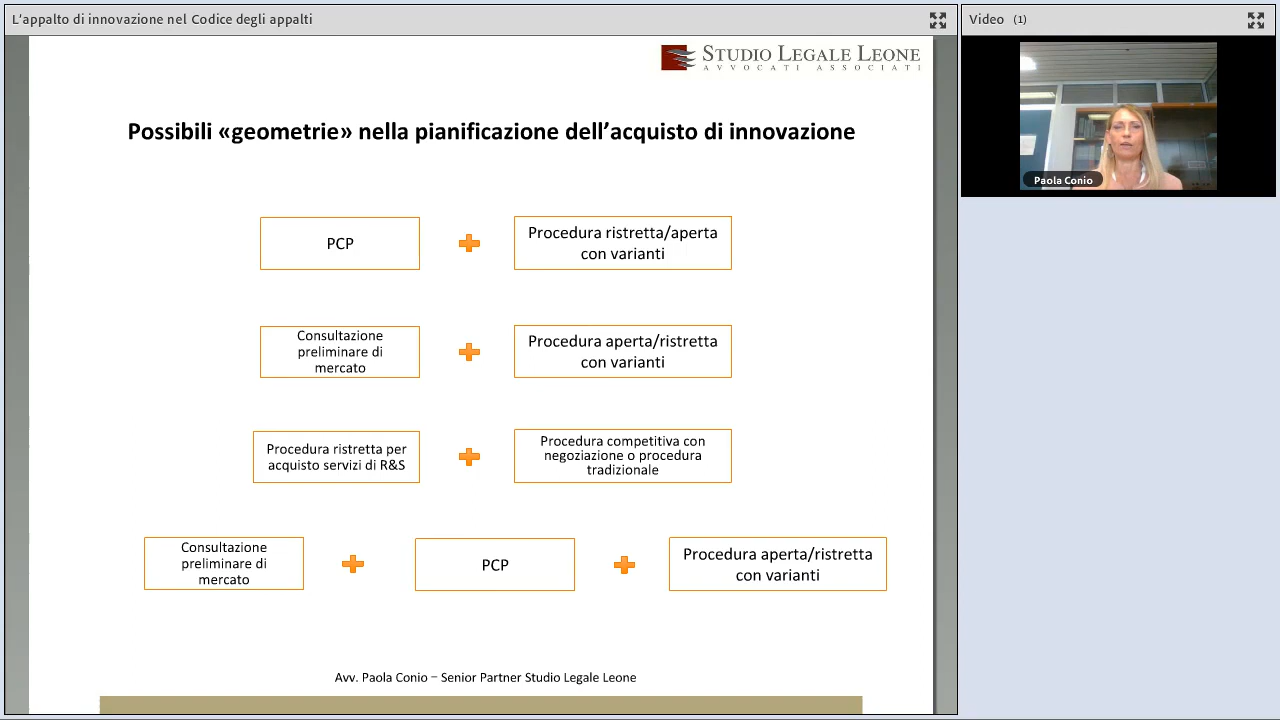 L'appalto di innovazione nel Codice degli appalti
Video (1)
STUDIO LEGALE LEONE
AVVOCATI ASSOCIATI
Paola Conio
Possibili «geometrie» nella pianificazione dell'acquisto di innovazione
PCP
Procedura ristretta/aperta
con varianti
Consultazione
preliminare di
mercato
Procedura aperta/ristretta
con varianti
Procedura ristretta per
acquisto servizi di R&S
Procedura competitiva con
negoziazione o procedura
tradizionale
Consultazione
preliminare di
mercato
PCP
Procedura aperta/ristretta
con varianti
Avv. Paola Conio – Senior Partner Studio Legale Leone